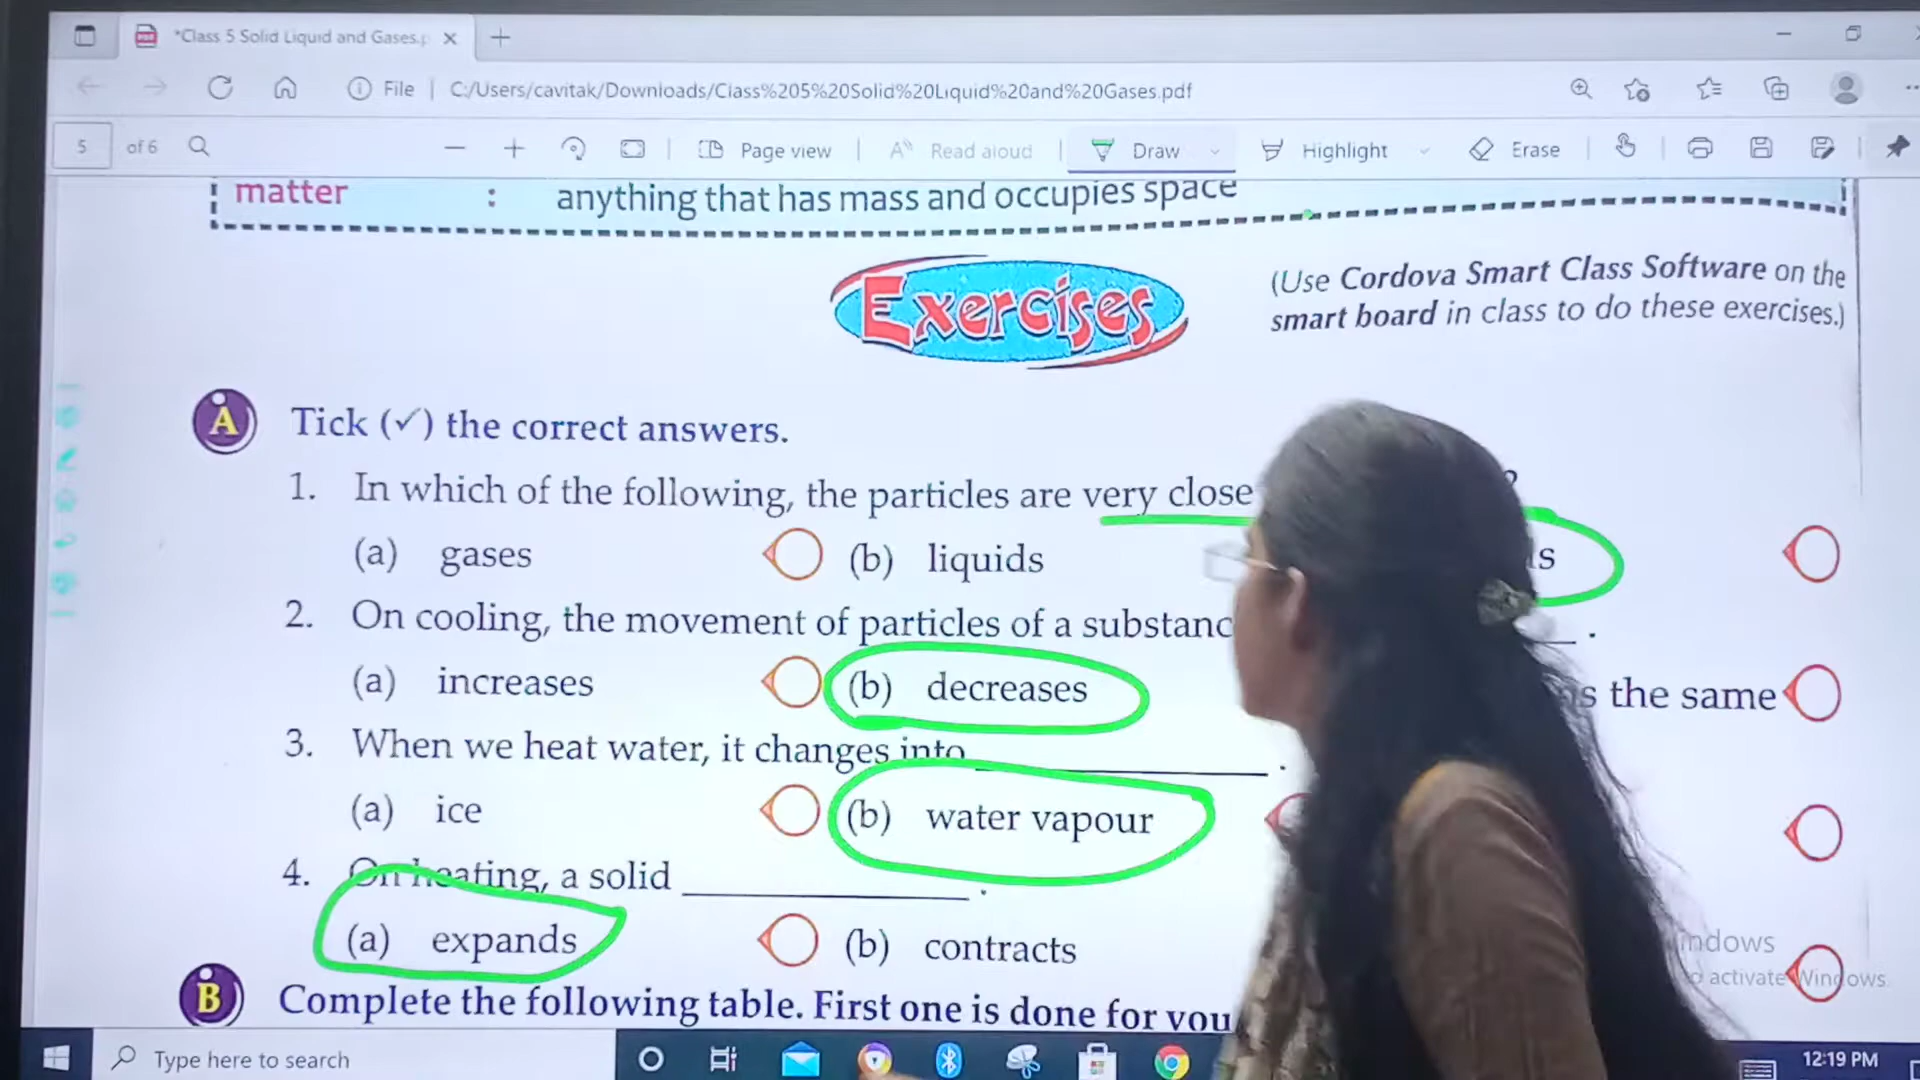 *Class 5 Solid Liquid and Gases.p
File C:/Users/cavitak/Downloads/Class%205%20Solid%20Liquid%20and%20Gases.pdf
5 of 6 Page view Read aloud Draw Highlight Erase
matter : anything that has mass and occupies space
Exercises
(Use Cordova Smart Class Software on the
smart board in class to do these exercises.)
A Tick (✓) the correct answers.
1. In which of the following, the particles are very close ?
(a) gases (b) liquids
2. On cooling, the movement of particles of a substanc ___ .
(a) increases (b) decreases s the same
3. When we heat water, it changes into ______________ .
(a) ice (b) water vapour
4. On heating, a solid ______________ .
(a) expands (b) contracts
B Complete the following table. First one is done for you
ndows
o activate Windows.
Type here to search
12:19 PM